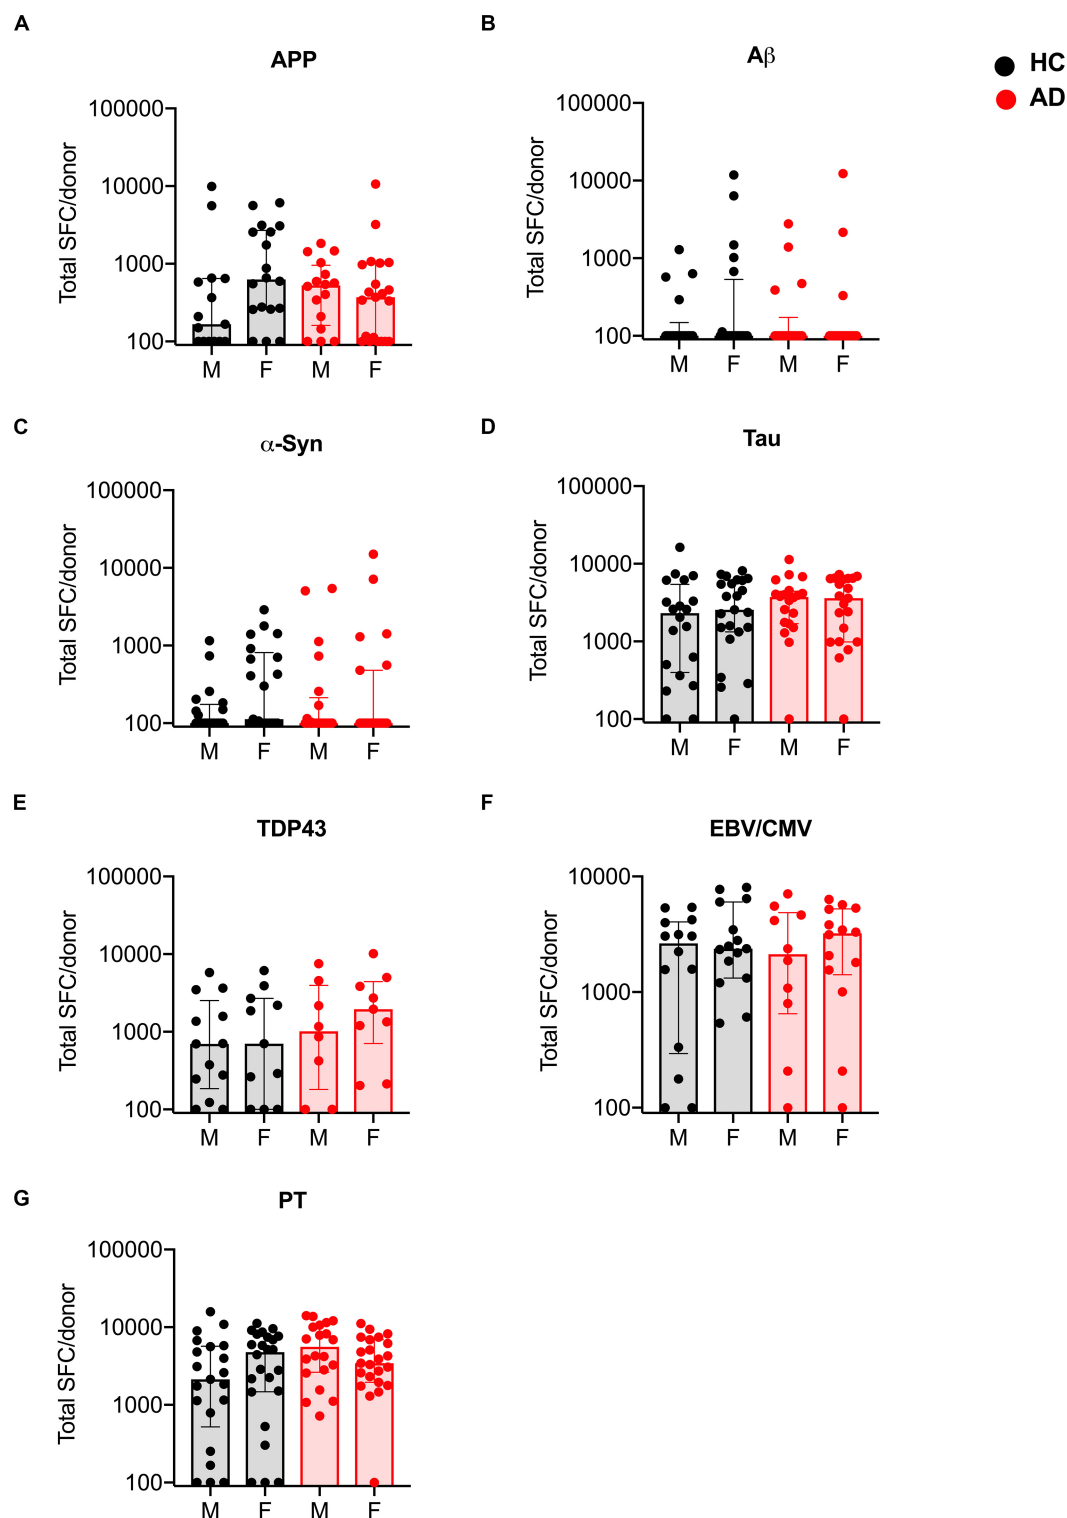 A
APP
Total SFC/donor
100000
10000
1000
100
M F M F
B
Aβ
Total SFC/donor
100000
10000
1000
100
M F M F
HC
AD
C
α-Syn
Total SFC/donor
100000
10000
1000
100
M F M F
D
Tau
Total SFC/donor
100000
10000
1000
100
M F M F
E
TDP43
Total SFC/donor
100000
10000
1000
100
M F M F
F
EBV/CMV
Total SFC/donor
10000
1000
100
M F M F
G
PT
Total SFC/donor
100000
10000
1000
100
M F M F